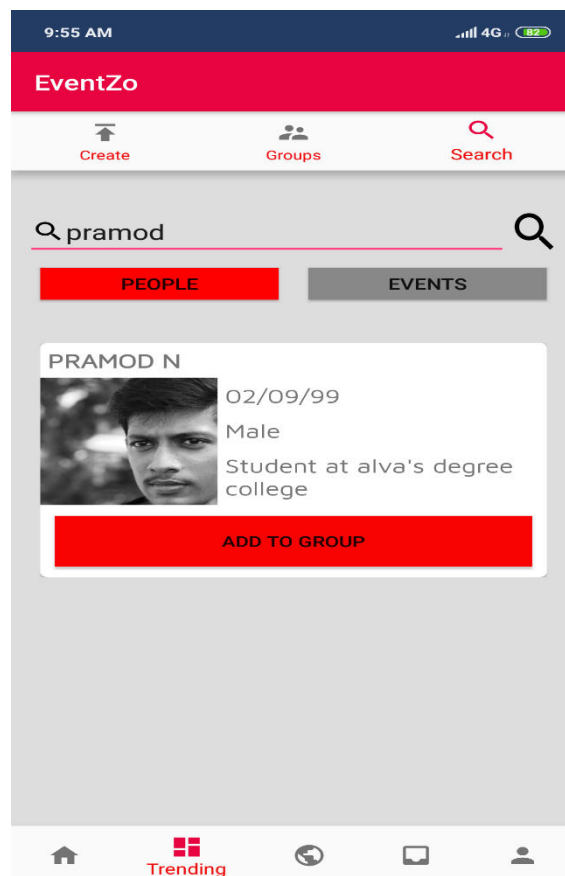 9:55 AM 4G 82
EventZo
Create Groups Search
pramod
PEOPLE EVENTS
PRAMOD N
02/09/99
Male
Student at alva's degree
college
ADD TO GROUP
Trending